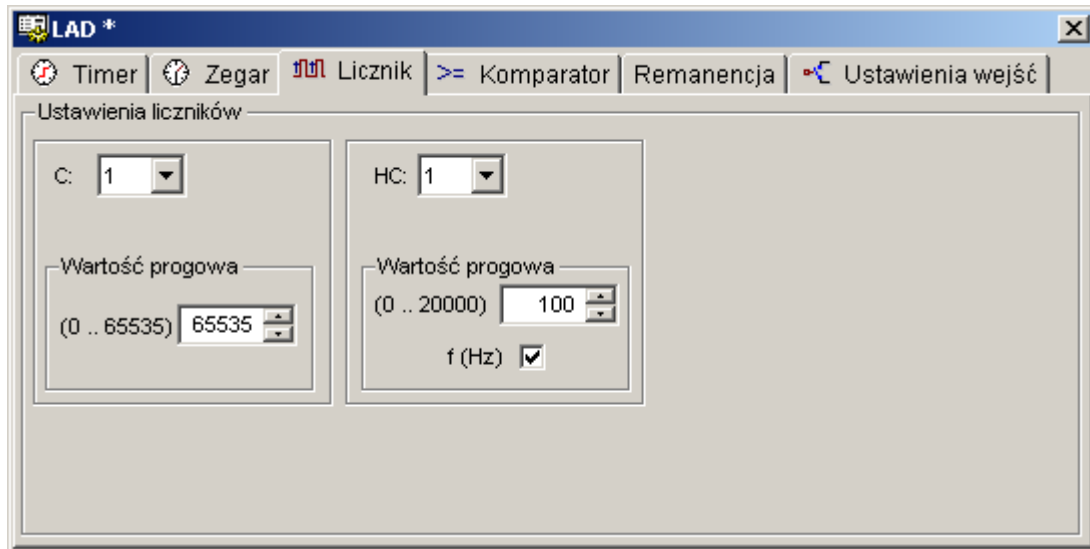 LAD *
Timer Zegar Licznik >= Komparator Remanencja Ustawienia wejść
Ustawienia liczników
C: 1 HC: 1
Wartość progowa Wartość progowa
(0 .. 65535) 65535 (0 .. 20000) 100
f (Hz)